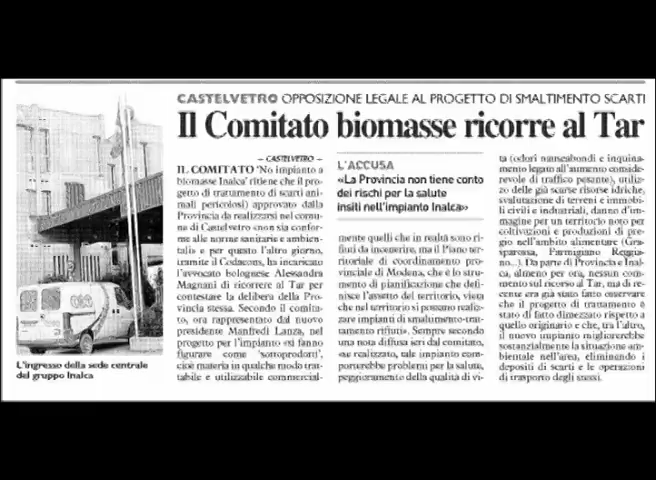 CASTELVETRO OPPOSIZIONE LEGALE AL PROGETTO DI SMALTIMENTO SCARTI
Il Comitato biomasse ricorre al Tar
L'ingresso della sede centrale
del gruppo Inalca
– CASTELVETRO –
IL COMITATO 'No impianto a
biomasse Inalca' ritiene che il pro-
getto di trattamento di scarti ani-
mali pericolosi) approvato dalla
Provincia da realizzarsi nel comu-
ne di Castelvetro «non sia confor-
me alle norme sanitarie e ambien-
tali» e per questo l'altro giorno,
tramite il Codacons, ha incaricato
l'avvocato bolognese Alessandra
Magnani di ricorrere al Tar per
contestare la delibera della Pro-
vincia stessa. Secondo il comita-
to, ora rappresentato dal nuovo
presidente Manfredi Lanza, nel
progetto per l'impianto «si fanno
figurare come 'sottoprodotti',
cioè materia in qualche modo trat-
tabile e utilizzabile commercial-
L'ACCUSA
«La Provincia non tiene conto
dei rischi per la salute
insiti nell'impianto Inalca»
mente quelli che in realtà sono ri-
fiuti da incenerire, ma il Piano ter-
ritoriale di coordinamento pro-
vinciale di Modena, che è lo stru-
mento di pianificazione che defi-
nisce l'assetto del territorio, vieta
che nel territorio si possano realiz-
zare impianti di smaltimento-trat-
tamento rifiuti». Sempre secondo
una nota diffusa ieri dal comitato,
«se realizzato, tale impianto com-
porterebbe problemi per la salute,
peggioramento della qualità di vi-
ta (odori nauseabondi e inquina-
mento legato all'aumento conside-
revole di traffico pesante), utiliz-
zo delle già scarse risorse idriche,
svalutazione di terreni e immobi-
li civili e industriali, danno d'im-
magine per un territorio noto per
coltivazioni e produzioni di pre-
gio nell'ambito alimentare (Gra-
sparossa, Parmigiano Reggia-
no...). Da parte di Provincia e Inal-
ca, almeno per ora, nessun com-
mento sul ricorso al Tar, ma di re-
cente era già stato fatto osservare
che il progetto di trattamento è
stato di fatto dimezzato rispetto a
quello originario e che, tra l'altro,
il nuovo impianto migliorerebbe
sostanzialmente la situazione am-
bientale nell'area, eliminando i
depositi di scarti e le operazioni
di trasporto degli stessi.